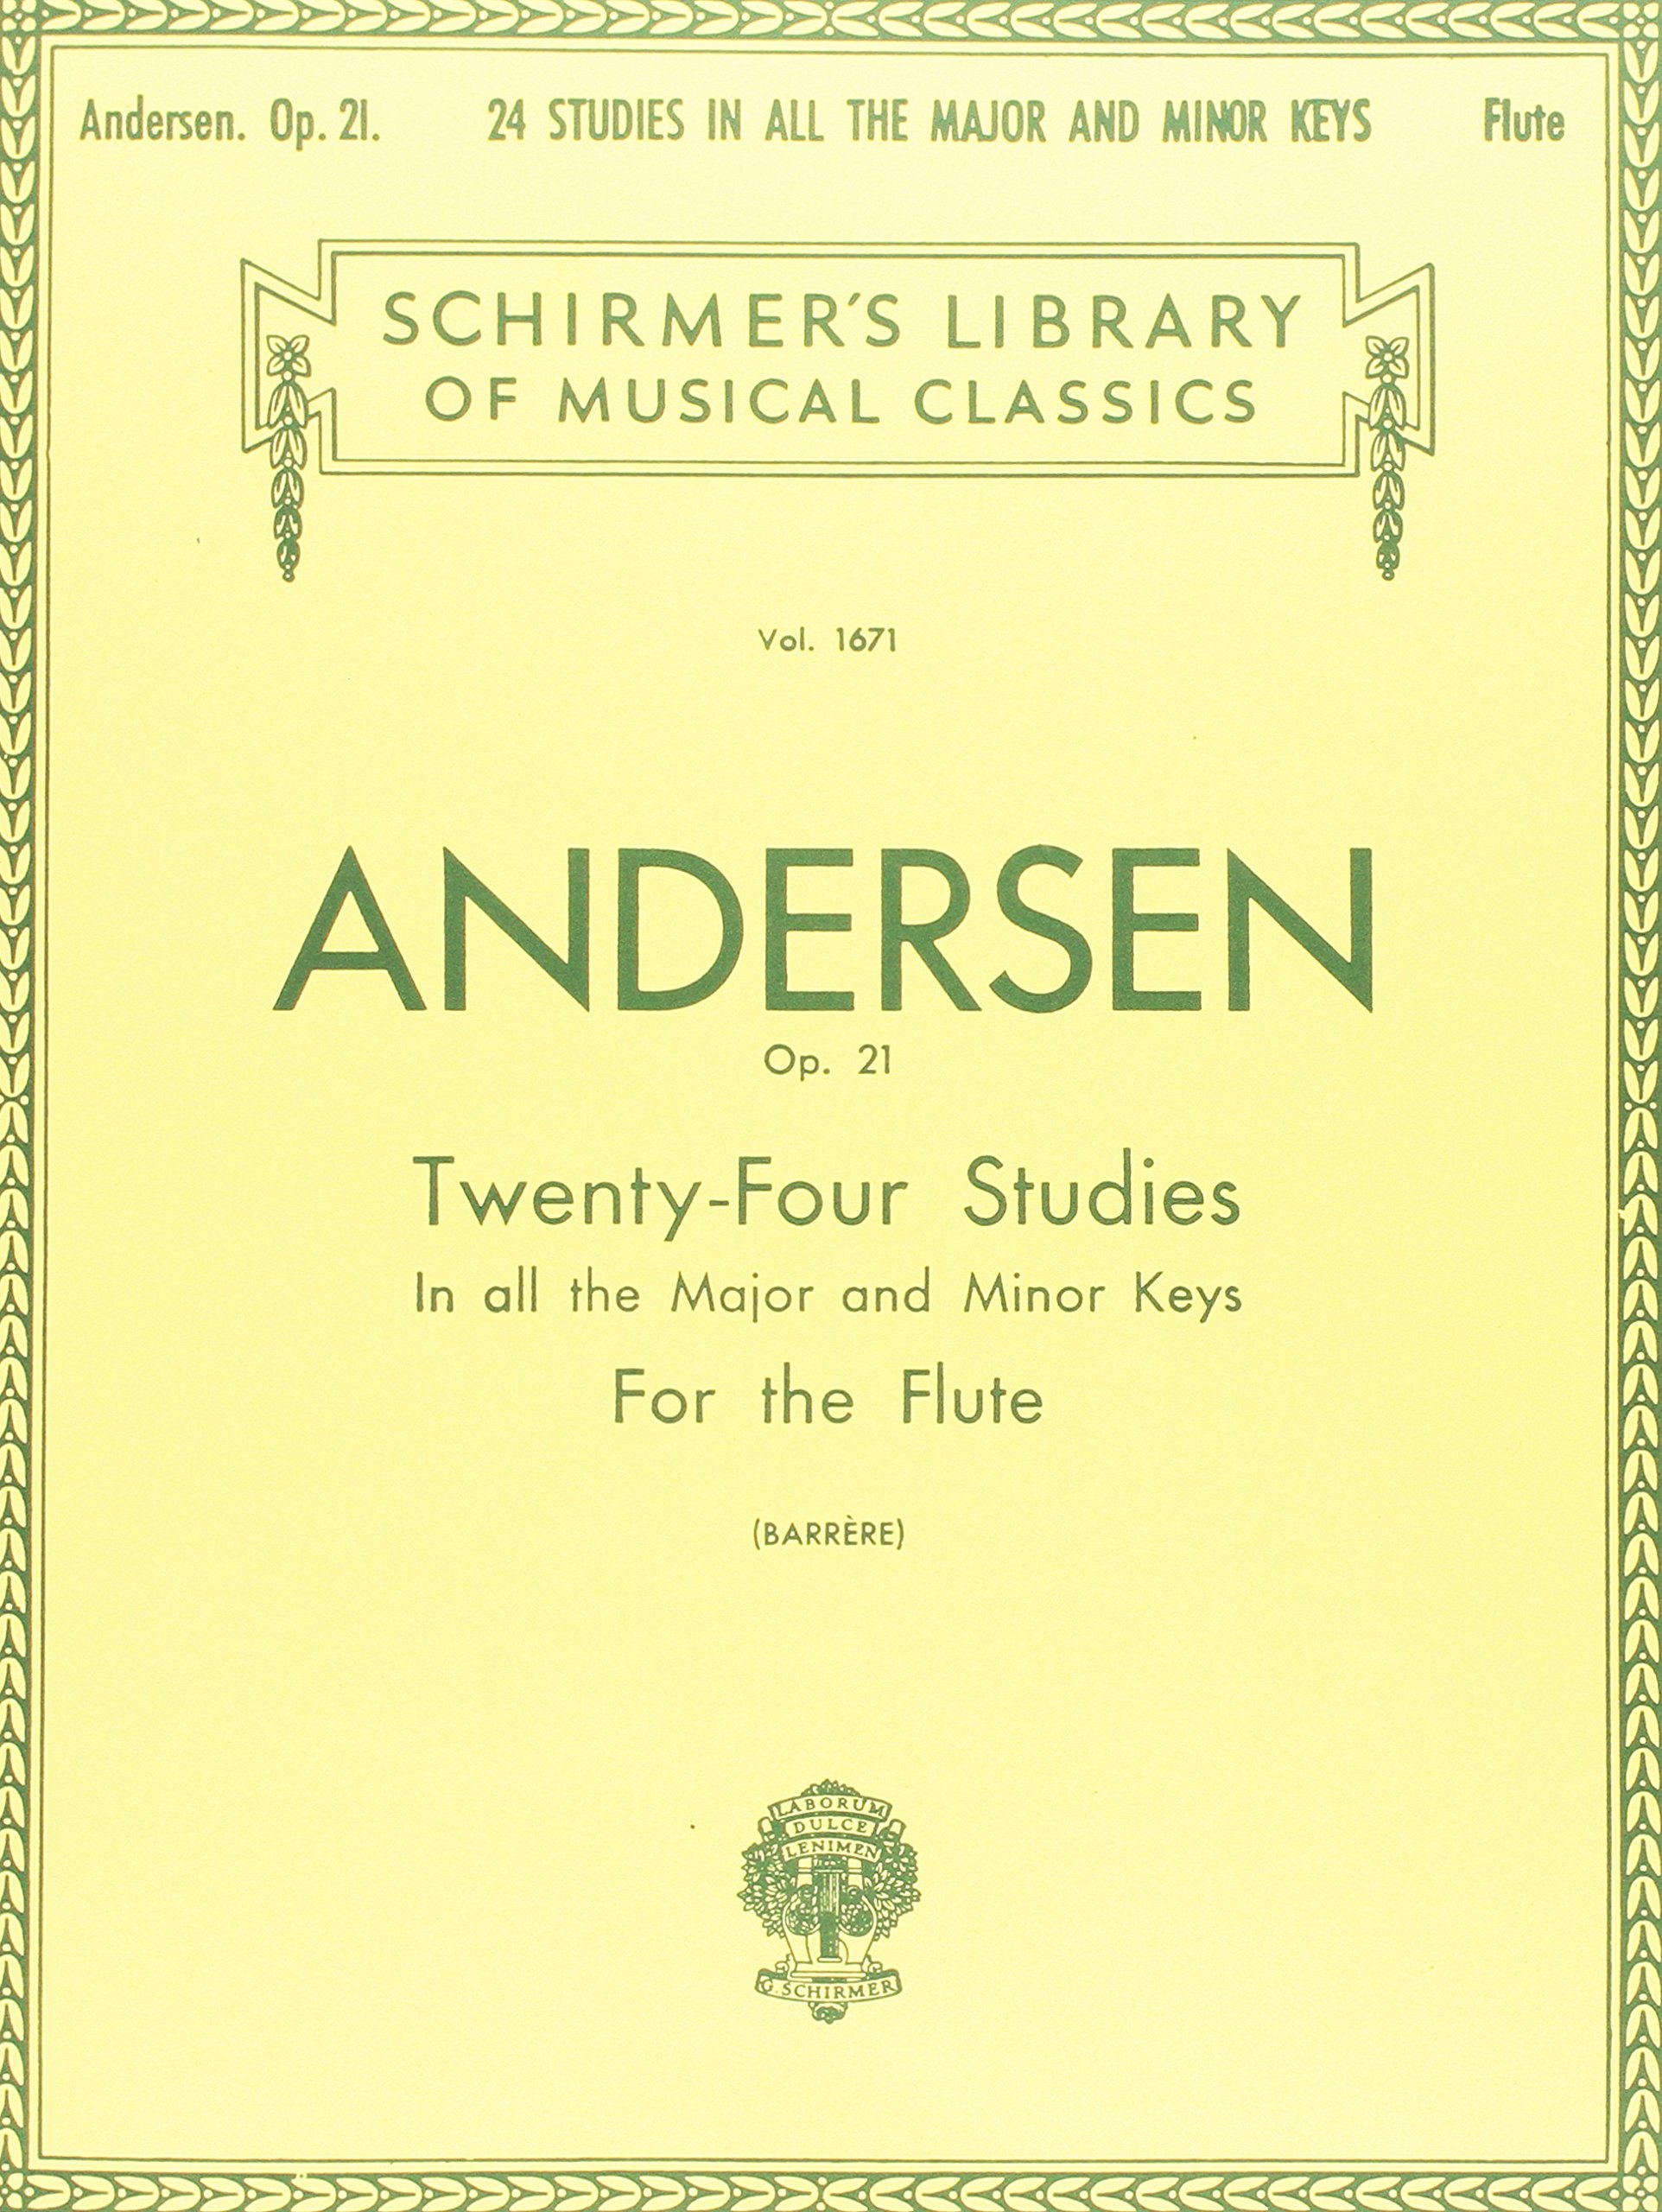 Andersen. Op. 21. 24 STUDIES IN ALL THE MAJOR AND MINOR KEYS Flute
SCHIRMER'S LIBRARY
OF MUSICAL CLASSICS
Vol. 1671
ANDERSEN
Op. 21
Twenty-Four Studies
In all the Major and Minor Keys
For the Flute
(BARRÈRE)
LABORUM
DULCE
LENIMEN
G. SCHIRMER